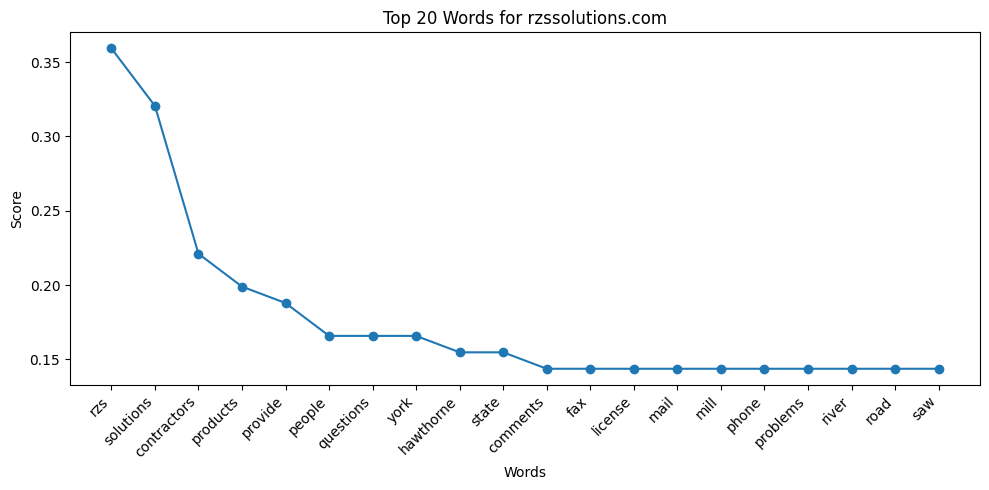 Top 20 Words for rzssolutions.com
Score
0.35
0.30
0.25
0.20
0.15
rzs
solutions
contractors
products
provide
people
questions
york
hawthorne
state
comments
fax
license
mail
mill
phone
problems
river
road
saw
Words